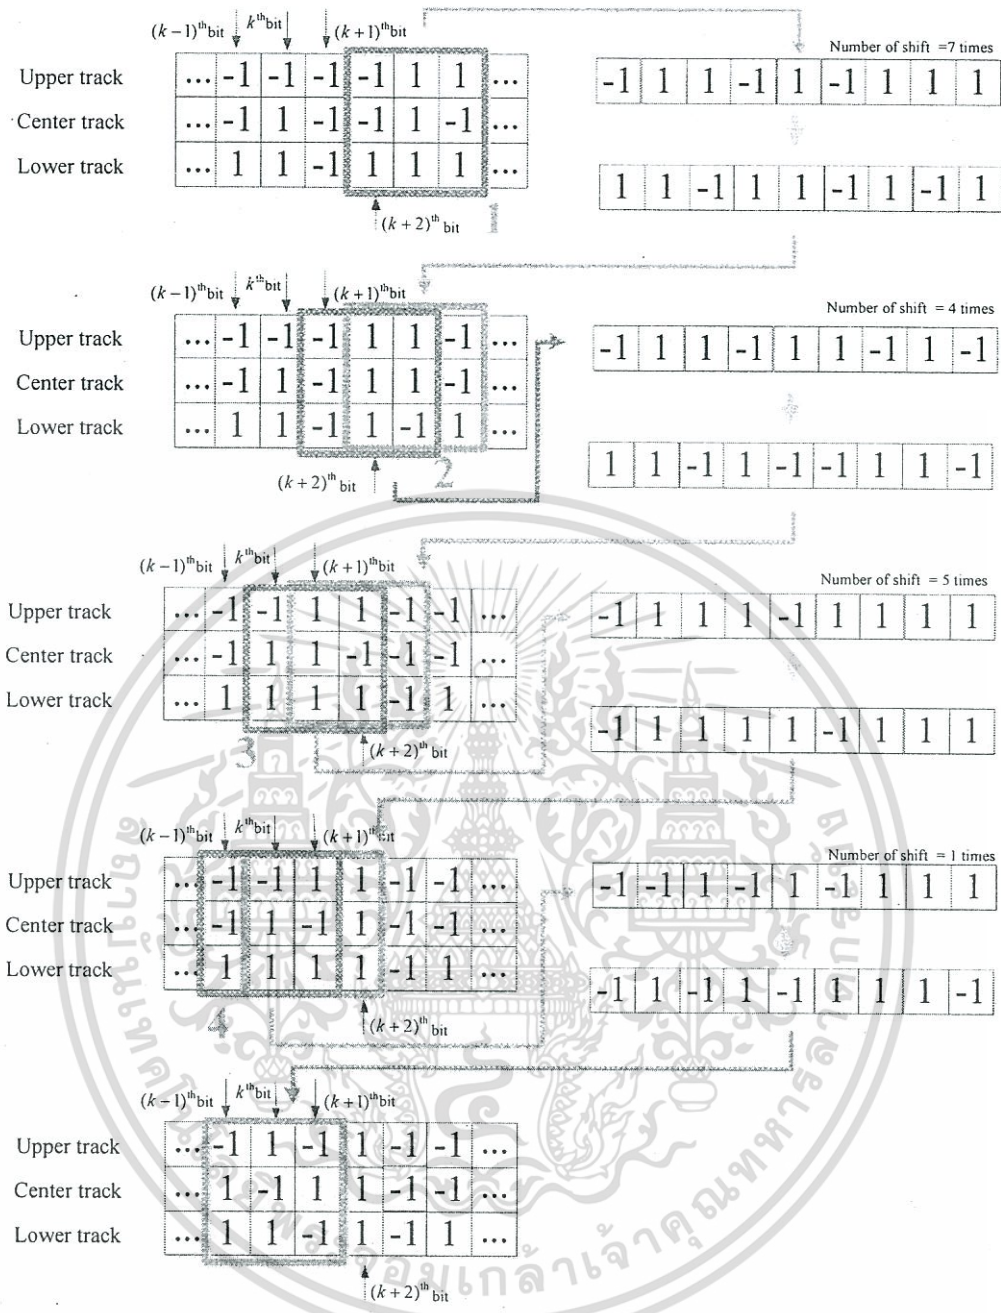 (k−1)th bit kth bit (k+1)th bit
Number of shift =7 times
Upper track ... -1 -1 -1 -1 1 1 ...
-1 1 1 -1 1 -1 1 1 1
Center track ... -1 1 -1 -1 1 -1 ...
Lower track ... 1 1 -1 1 1 1 ...
1 1 -1 1 1 -1 1 -1 1
(k+2)th bit
1
(k−1)th bit kth bit (k+1)th bit
Number of shift = 4 times
Upper track ... -1 -1 -1 1 1 -1 ...
-1 1 1 -1 1 1 -1 1 -1
Center track ... -1 1 -1 1 1 -1 ...
Lower track ... 1 1 -1 1 -1 1 ...
1 1 -1 1 -1 -1 1 1 -1
(k+2)th bit
2
(k−1)th bit kth bit (k+1)th bit
Number of shift = 5 times
Upper track ... -1 -1 1 1 -1 -1 ...
-1 1 1 1 -1 1 1 1 1
Center track ... -1 1 1 -1 -1 -1 ...
Lower track ... 1 1 1 1 -1 1 ...
-1 1 1 1 1 -1 1 1 1
3
(k+2)th bit
(k−1)th bit kth bit (k+1)th bit
Number of shift = 1 times
Upper track ... -1 -1 1 1 -1 -1 ...
-1 -1 1 -1 1 -1 1 1 1
Center track ... -1 1 -1 1 -1 -1 ...
Lower track ... 1 1 1 1 -1 1 ...
-1 1 -1 1 -1 1 1 1 -1
4
(k+2)th bit
(k−1)th bit kth bit (k+1)th bit
Upper track ... -1 1 -1 1 -1 -1 ...
Center track ... 1 -1 1 1 -1 -1 ...
Lower track ... 1 1 -1 1 -1 1 ...
(k+2)th bit